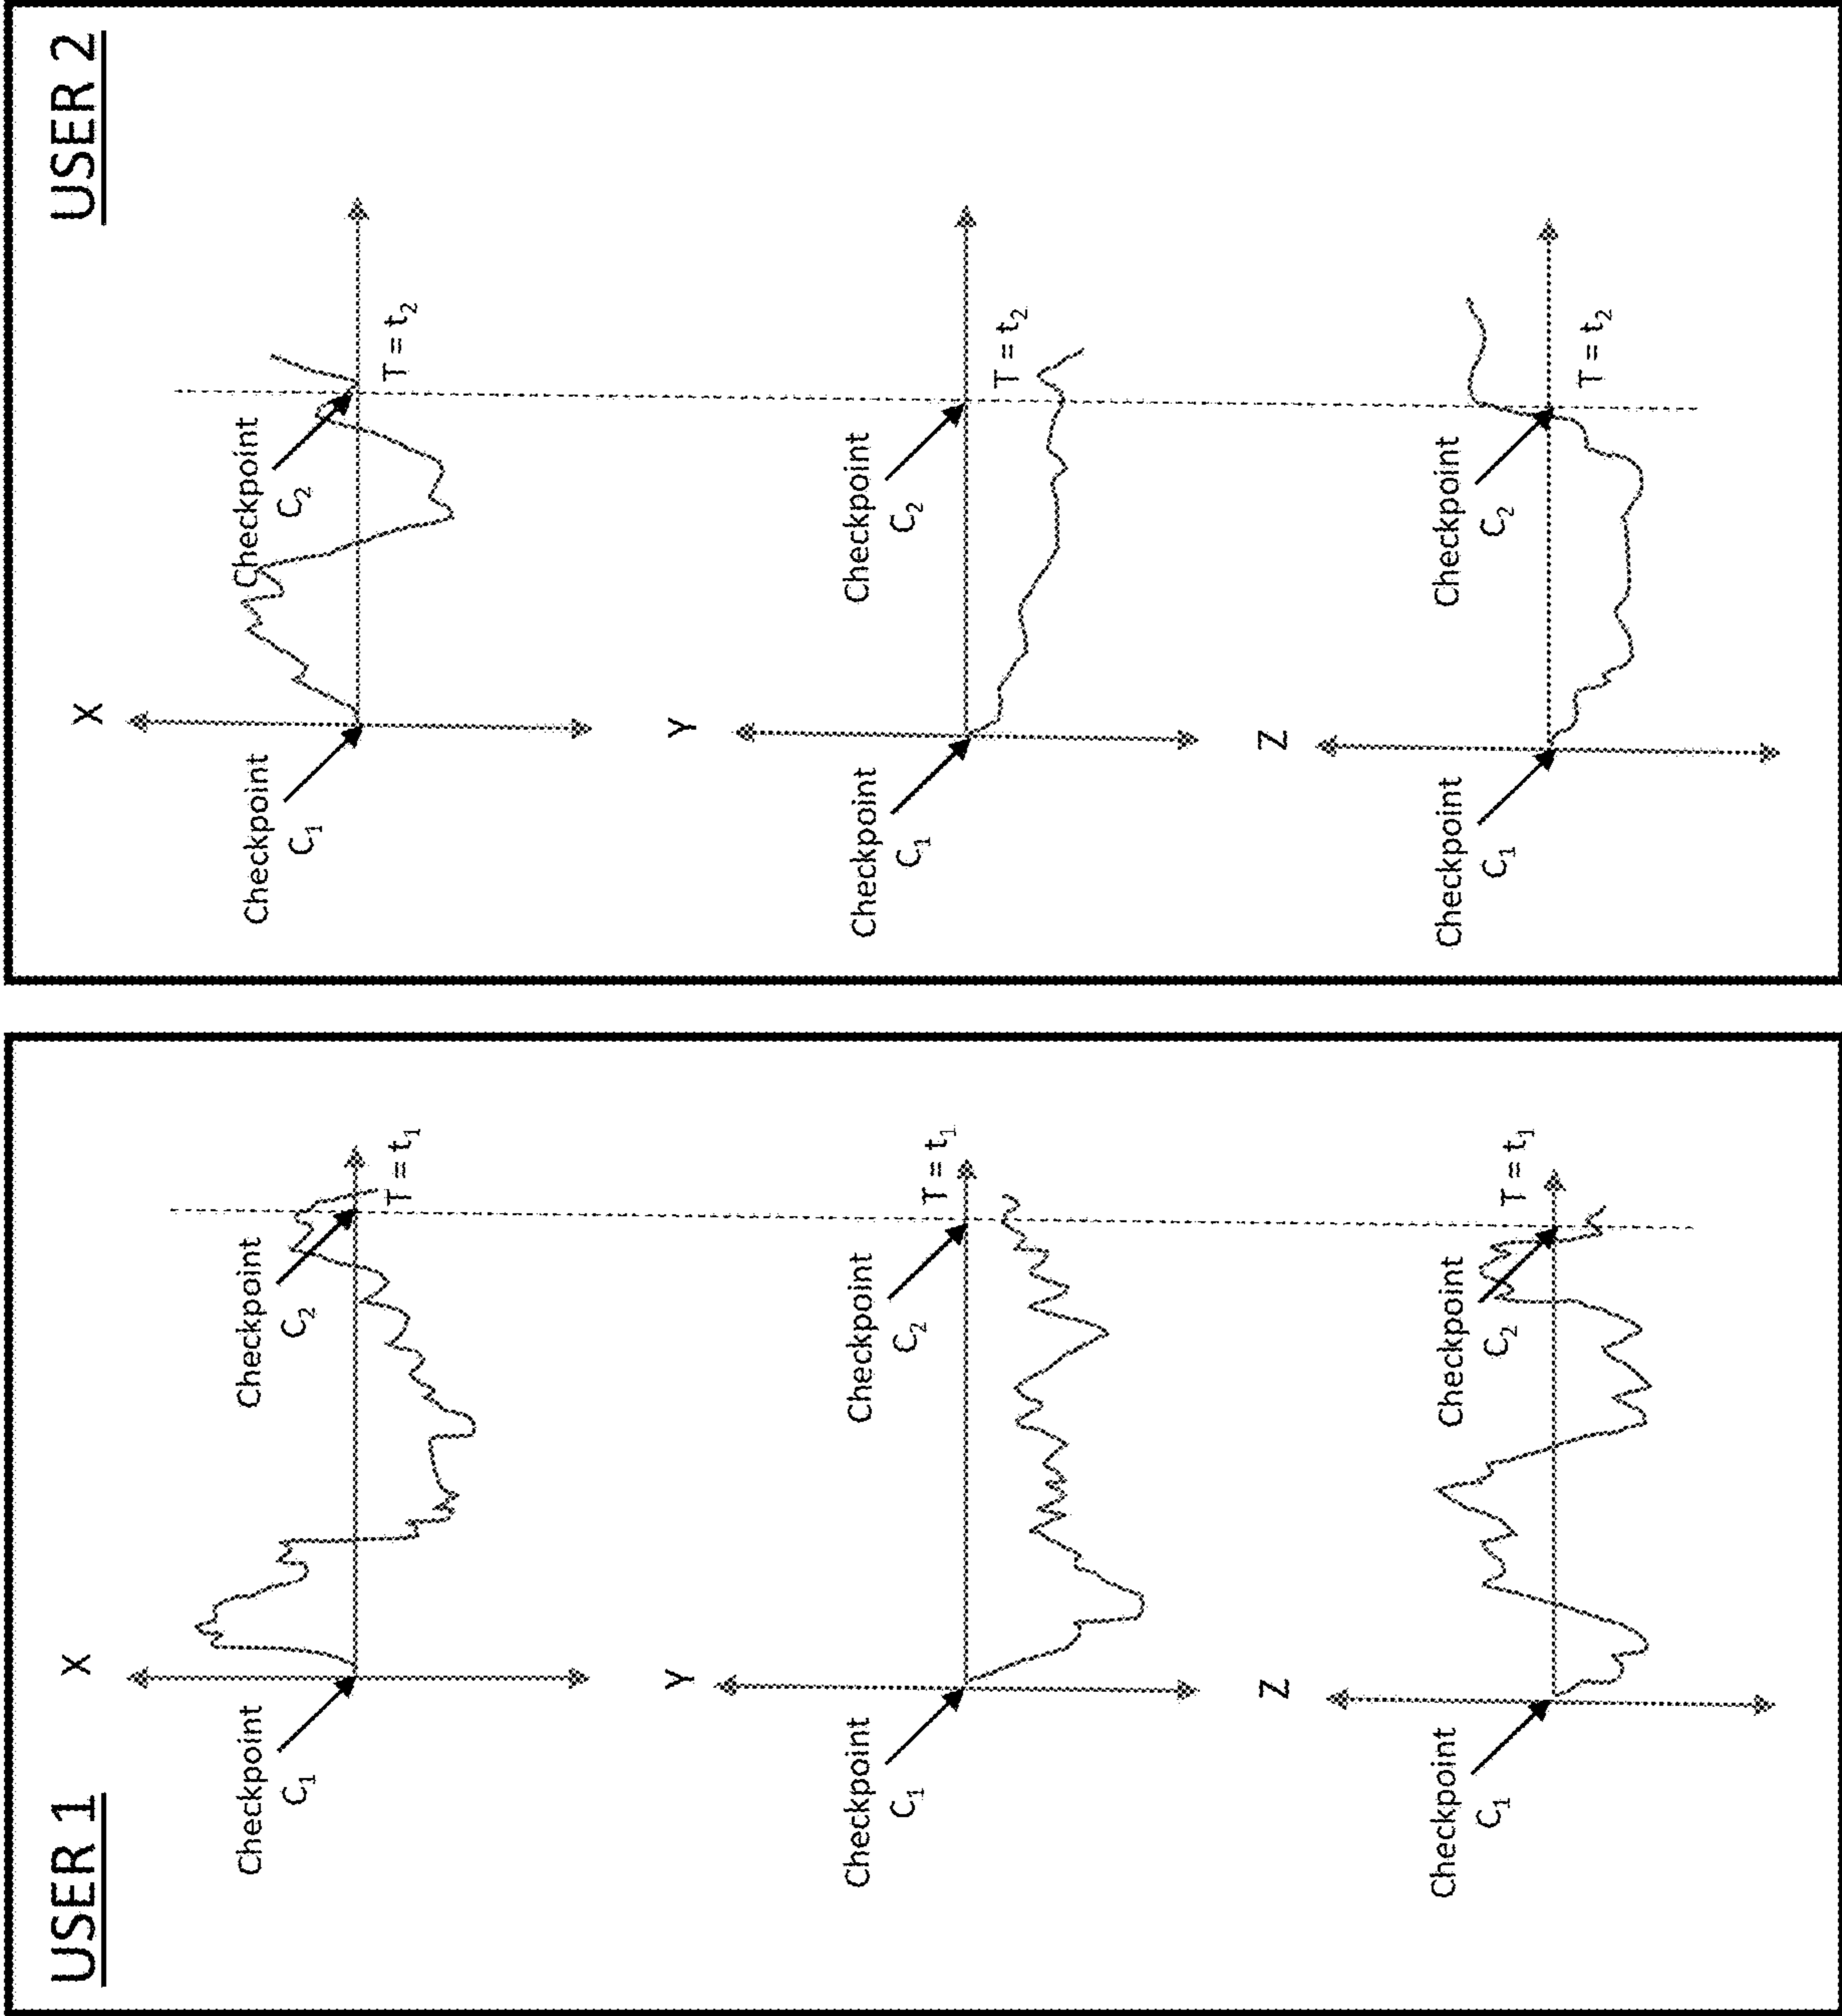 USER 1
X
Checkpoint
C₁
Checkpoint
C₂
T = t₁
Y
Checkpoint
C₁
Checkpoint
C₂
T = t₁
Z
Checkpoint
C₁
Checkpoint
C₂
T = t₁
USER 2
X
Checkpoint
C₁
Checkpoint
C₂
T = t₂
Y
Checkpoint
C₁
Checkpoint
C₂
T = t₂
Z
Checkpoint
C₁
Checkpoint
C₂
T = t₂